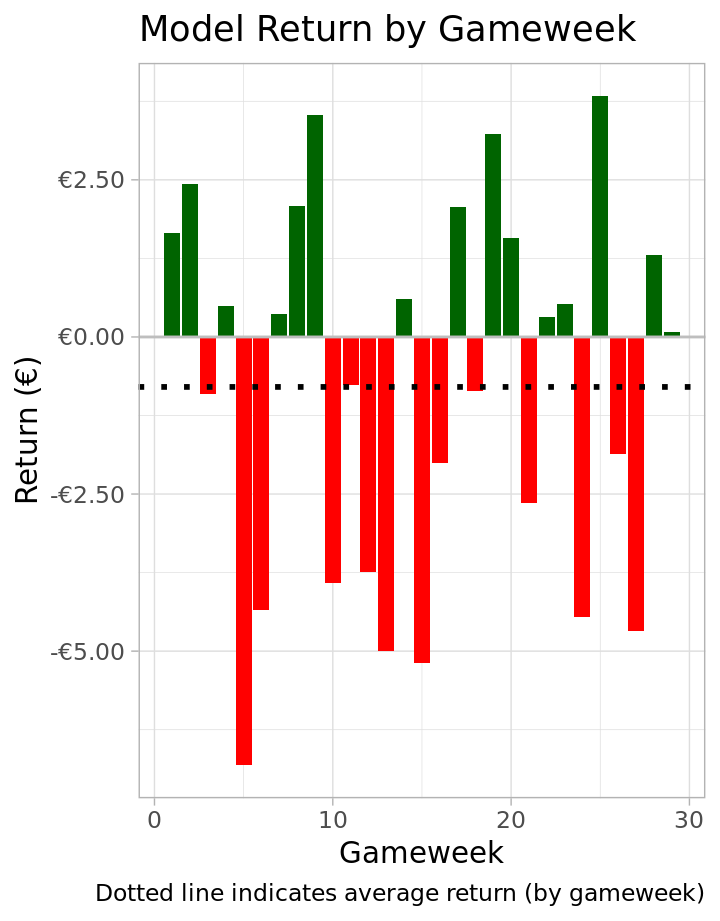 Model Return by Gameweek
Return (€)
€2.50
€0.00
-€2.50
-€5.00
0 10 20 30
Gameweek
Dotted line indicates average return (by gameweek)